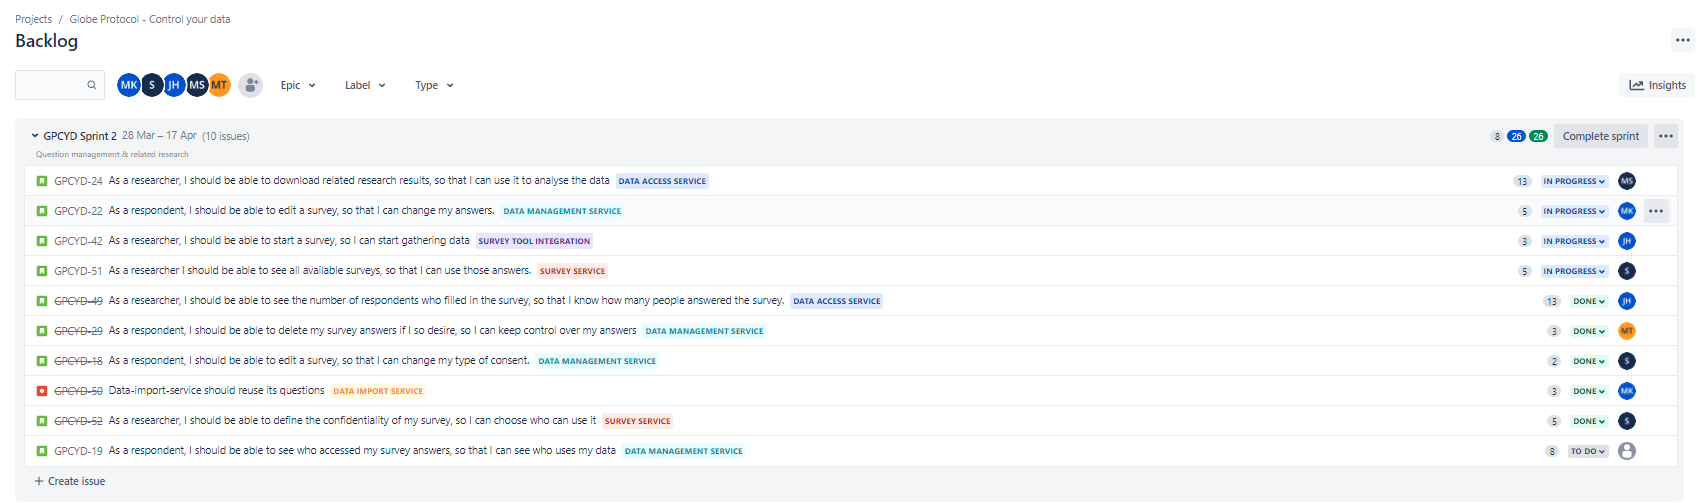 Projects / Globe Protocol - Control your data
Backlog
MK S JH MS MT Epic Label Type Insights
GPCYD Sprint 2 28 Mar – 17 Apr (10 issues) 8 26 26 Complete sprint
Question management & related research
GPCYD-24 As a researcher, I should be able to download related research results, so that I can use it to analyse the data DATA ACCESS SERVICE 13 IN PROGRESS MS
GPCYD-22 As a respondent, I should be able to edit a survey, so that I can change my answers. DATA MANAGEMENT SERVICE 5 IN PROGRESS MK
GPCYD-42 As a researcher, I should be able to start a survey, so I can start gathering data SURVEY TOOL INTEGRATION 3 IN PROGRESS JH
GPCYD-51 As a researcher I should be able to see all available surveys, so that I can use those answers. SURVEY SERVICE 5 IN PROGRESS S
GPCYD-49 As a researcher, I should be able to see the number of respondents who filled in the survey, so that I know how many people answered the survey. DATA ACCESS SERVICE 13 DONE JH
GPCYD-29 As a respondent, I should be able to delete my survey answers if I so desire, so I can keep control over my answers DATA MANAGEMENT SERVICE 3 DONE MT
GPCYD-18 As a respondent, I should be able to edit a survey, so that I can change my type of consent. DATA MANAGEMENT SERVICE 2 DONE S
GPCYD-50 Data-import-service should reuse its questions DATA IMPORT SERVICE 3 DONE MK
GPCYD-52 As a researcher, I should be able to define the confidentiality of my survey, so I can choose who can use it SURVEY SERVICE 5 DONE S
GPCYD-19 As a respondent, I should be able to see who accessed my survey answers, so that I can see who uses my data DATA MANAGEMENT SERVICE 8 TO DO
+ Create issue